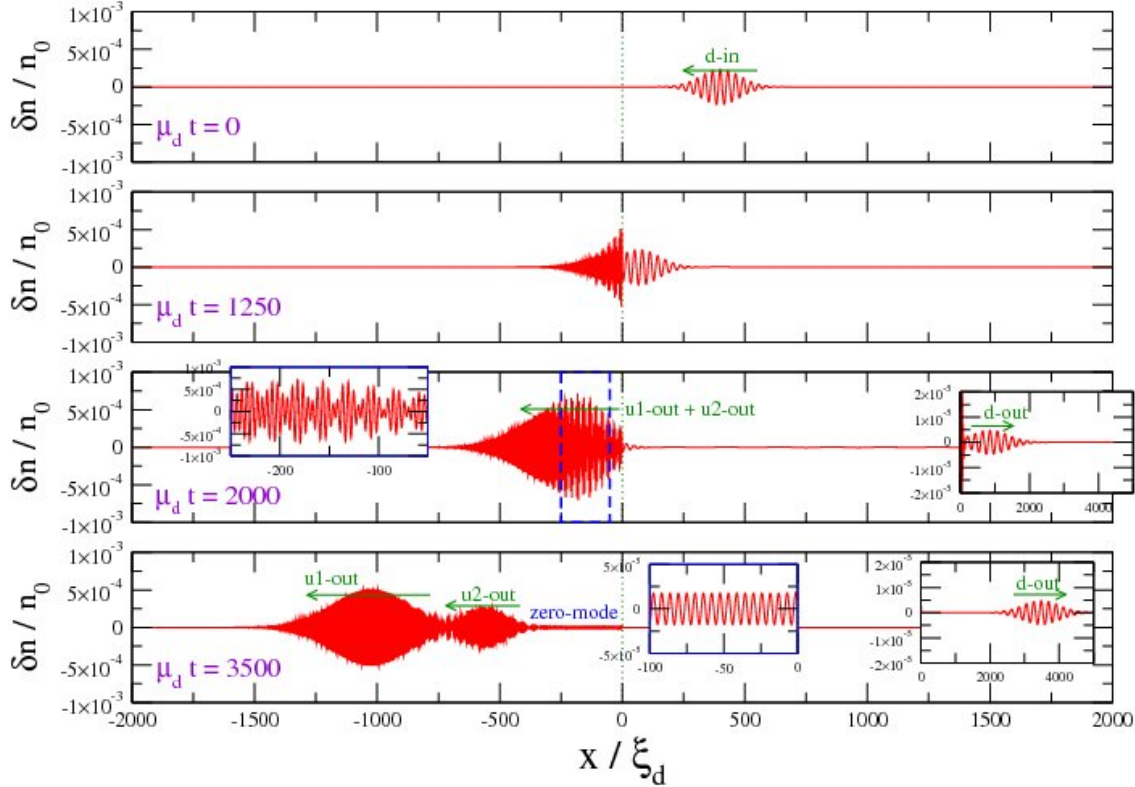 1×10⁻³
5×10⁻⁴
0
-5×10⁻⁴
-1×10⁻³
δn / n₀
d-in
μ_d t = 0
1×10⁻³
5×10⁻⁴
0
-5×10⁻⁴
-1×10⁻³
δn / n₀
μ_d t = 1250
1×10⁻³
5×10⁻⁴
0
-5×10⁻⁴
-1×10⁻³
δn / n₀
1×10⁻³
5×10⁻⁴
0
-5×10⁻⁴
-1×10⁻³
-200 -100
u1-out + u2-out
2×10⁻⁵
1×10⁻⁵
0
-1×10⁻⁵
-2×10⁻⁵
d-out
0 2000 4000
μ_d t = 2000
1×10⁻³
5×10⁻⁴
0
-5×10⁻⁴
-1×10⁻³
δn / n₀
u1-out
u2-out
zero-mode
5×10⁻⁵
0
-5×10⁻⁵
-100 -50 0
2×10⁻⁵
1×10⁻⁵
0
-1×10⁻⁵
-2×10⁻⁵
d-out
0 2000 4000
μ_d t = 3500
-2000 -1500 -1000 -500 0 500 1000 1500 2000
x / ξ_d